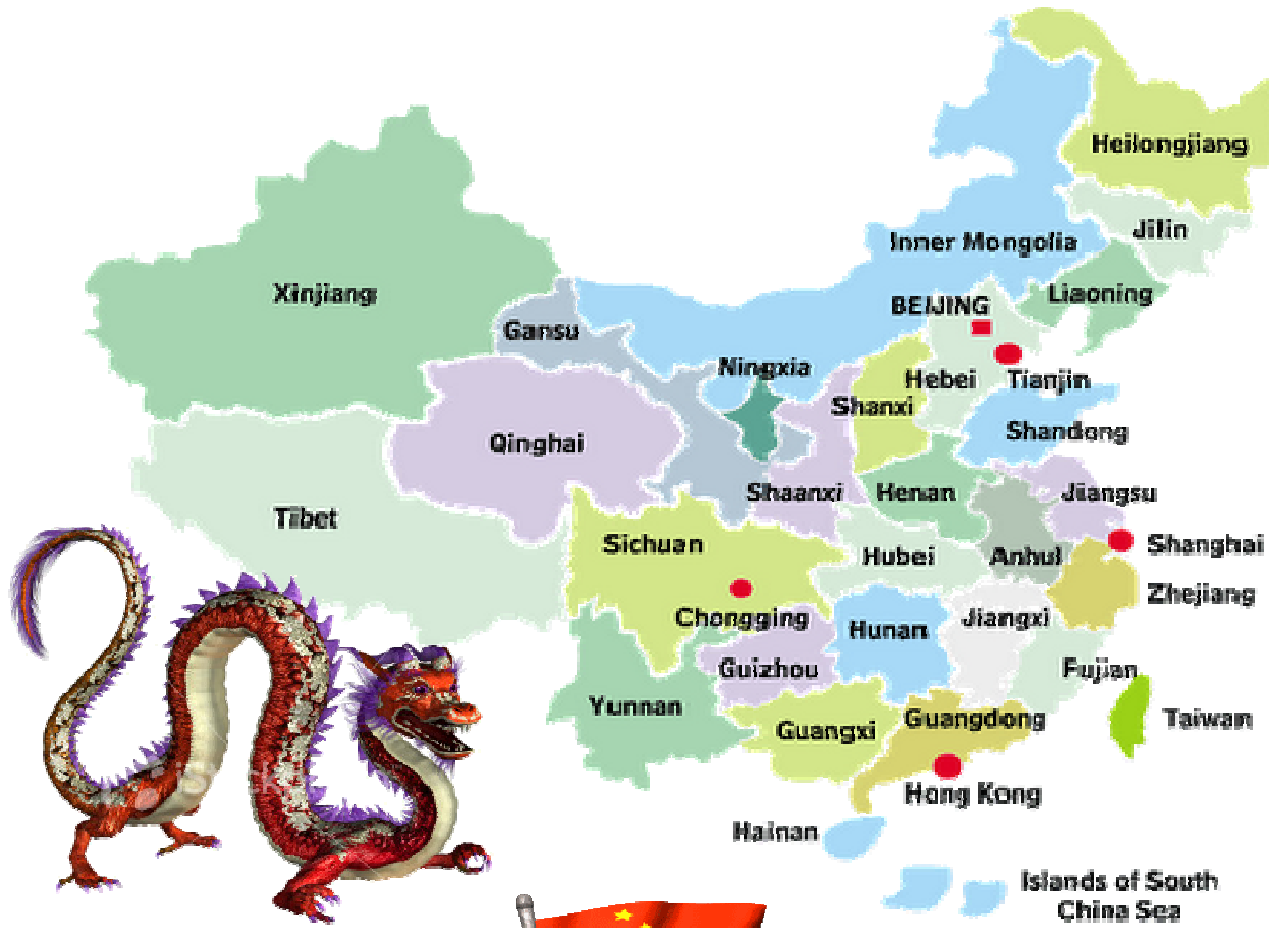 Heilongjiang
Jilin
Inner Mongolia
Xinjiang
Liaoning
BEIJING
Gansu
Ningxia
Hebei
Tianjin
Shanxi
Shandong
Qinghai
Shaanxi
Henan
Jiangsu
Tibet
Sichuan
Hubei
Anhui
Shanghai
Zhejiang
Chongging
Hunan
Jiangxi
Guizhou
Fujian
Yunnan
Guangxi
Guangdong
Taiwan
Hong Kong
Hainan
Islands of South
China Sea